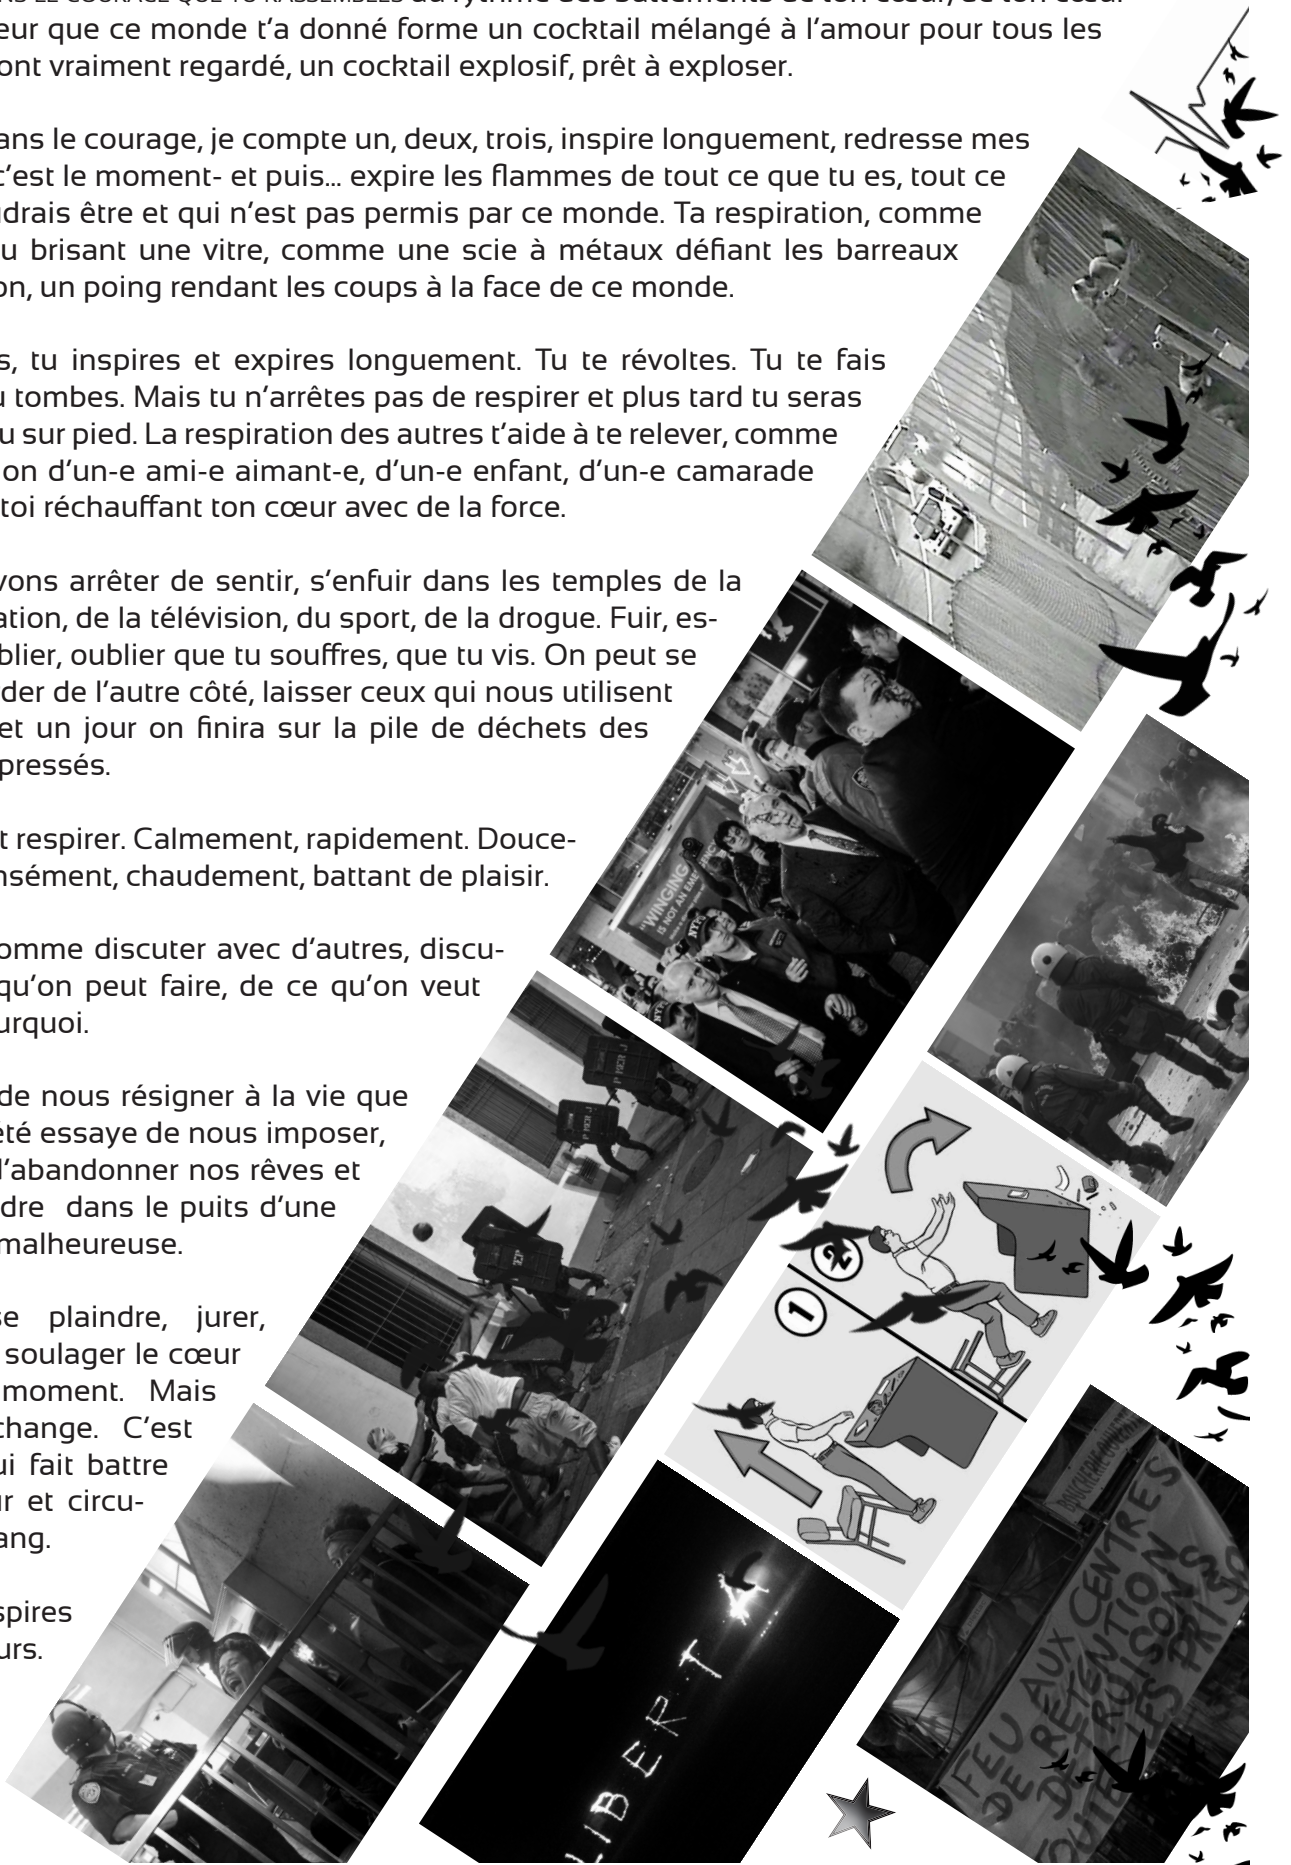 LE COURAGE QUE TU RASSEMBLES au rythme des battements de ton cœur, de ton cœur
eur que ce monde t'a donné forme un cocktail mélangé à l'amour pour tous les
ont vraiment regardé, un cocktail explosif, prêt à exploser.
ans le courage, je compte un, deux, trois, inspire longuement, redresse mes
c'est le moment- et puis... expire les flammes de tout ce que tu es, tout ce
udrais être et qui n'est pas permis par ce monde. Ta respiration, comme
u brisant une vitre, comme une scie à métaux défiant les barreaux
on, un poing rendant les coups à la face de ce monde.
s, tu inspires et expires longuement. Tu te révoltes. Tu te fais
u tombes. Mais tu n'arrêtes pas de respirer et plus tard tu seras
u sur pied. La respiration des autres t'aide à te relever, comme
on d'un-e ami-e aimant-e, d'un-e enfant, d'un-e camarade
toi réchauffant ton cœur avec de la force.
vons arrêter de sentir, s'enfuir dans les temples de la
ation, de la télévision, du sport, de la drogue. Fuir, es-
blier, oublier que tu souffres, que tu vis. On peut se
der de l'autre côté, laisser ceux qui nous utilisent
et un jour on finira sur la pile de déchets des
pressés.
t respirer. Calmement, rapidement. Douce-
nsément, chaudement, battant de plaisir.
omme discuter avec d'autres, discu-
qu'on peut faire, de ce qu'on veut
urquoi.
de nous résigner à la vie que
été essaye de nous imposer,
d'abandonner nos rêves et
dre dans le puits d'une
malheureuse.
se plaindre, jurer,
soulager le cœur
moment. Mais
change. C'est
ui fait battre
ur et circu-
ang.
spires
urs.
"WINGING
IS NOT AN EME
NYPD
NYP
2
1
LIBERT
BOUCHERIE
FEU AUX CENTRES
DE RÉTENTION
DÉTRUISONS
TOUTES LES PRISO